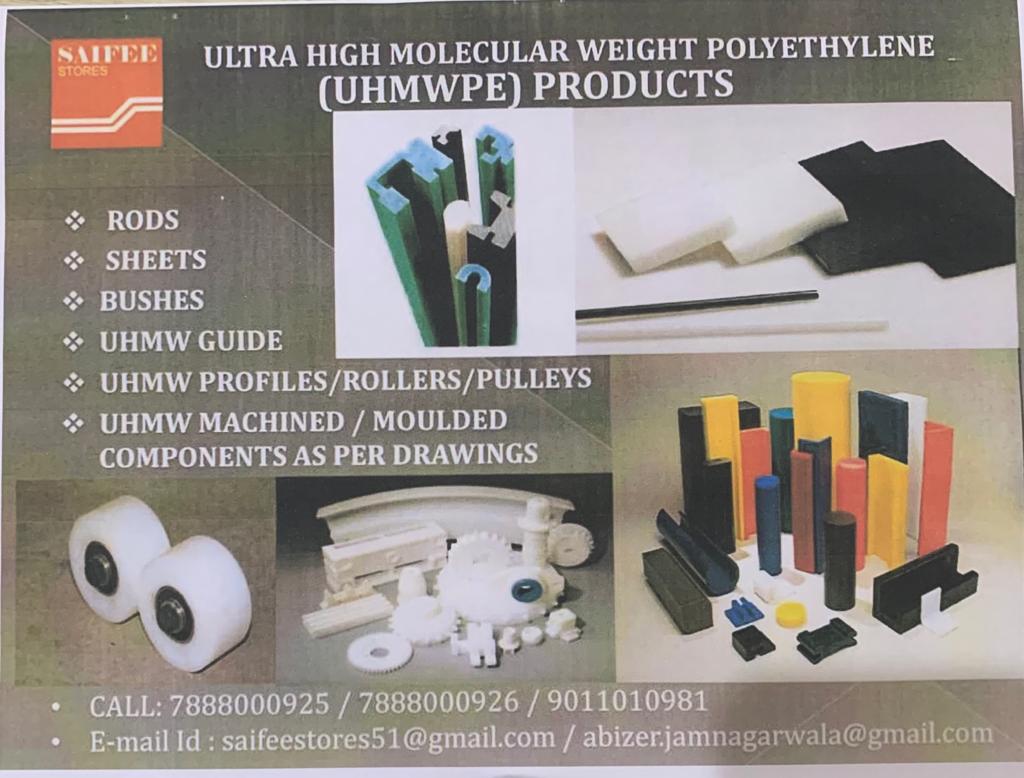 SAIFEE
STORES
ULTRA HIGH MOLECULAR WEIGHT POLYETHYLENE
(UHMWPE) PRODUCTS
❖ RODS
❖ SHEETS
❖ BUSHES
❖ UHMW GUIDE
❖ UHMW PROFILES/ROLLERS/PULLEYS
❖ UHMW MACHINED / MOULDED
COMPONENTS AS PER DRAWINGS
• CALL: 7888000925 / 7888000926 / 9011010981
• E-mail Id : saifeestores51@gmail.com / abizer.jamnagarwala@gmail.com